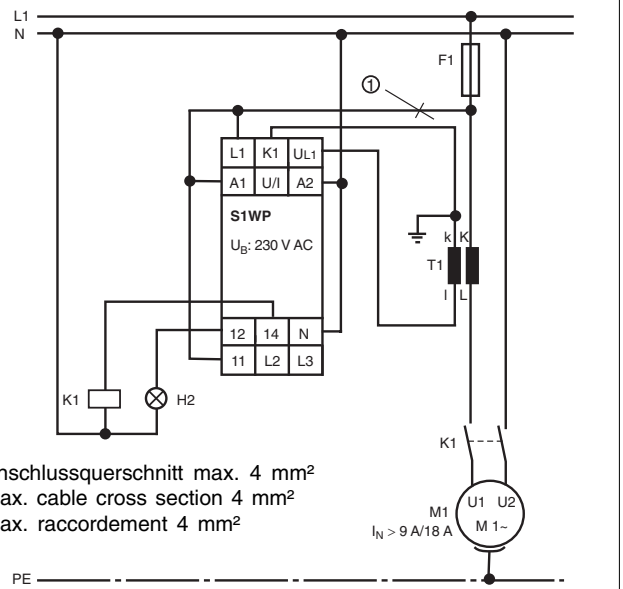 L1
N
F1
①
L1 K1 UL1
A1 U/I A2
S1WP
UB: 230 V AC
k K
T1
l L
12 14 N
11 L2 L3
K1
H2
K1
nschlussquerschnitt max. 4 mm²
ax. cable cross section 4 mm²
ax. raccordement 4 mm²
M1
IN > 9 A/18 A
U1 U2
M 1~
PE